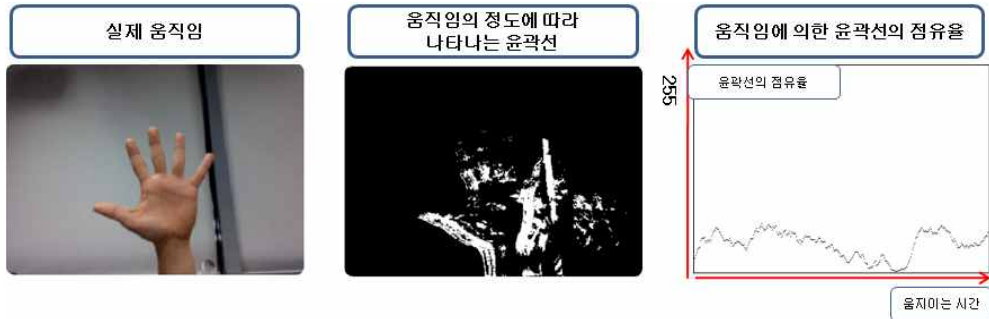 실제 움직임
움직임의 정도에 따라
나타나는 윤곽선
움직임에 의한 윤곽선의 점유율
255
윤곽선의 점유율
움지이는 시간